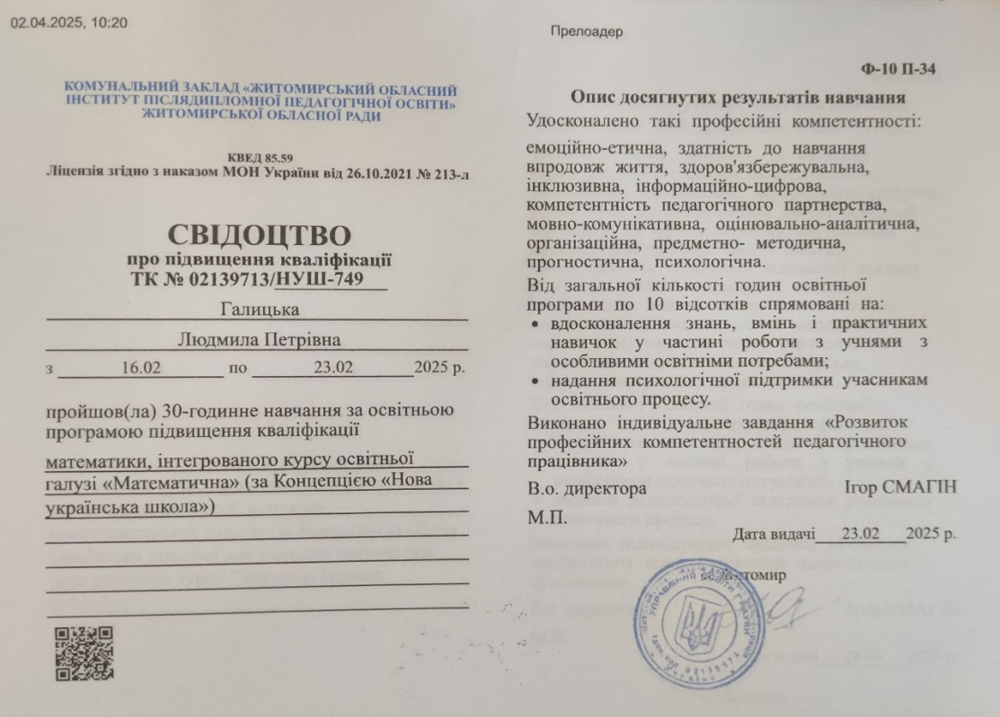 02.04.2025, 10:20
КОМУНАЛЬНИЙ ЗАКЛАД «ЖИТОМИРСЬКИЙ ОБЛАСНИЙ
ІНСТИТУТ ПІСЛЯДИПЛОМНОЇ ПЕДАГОГІЧНОЇ ОСВІТИ»
ЖИТОМИРСЬКОЇ ОБЛАСНОЇ РАДИ
КВЕД 85.59
Ліцензія згідно з наказом МОН України від 26.10.2021 № 213-л
СВІДОЦТВО
про підвищення кваліфікації
ТК № 02139713/НУШ-749
Галицька
Людмила Петрівна
з 16.02 по 23.02 2025 р.
пройшов(ла) 30-годинне навчання за освітньою
програмою підвищення кваліфікації
математики, інтегрованого курсу освітньої
галузі «Математична» (за Концепцією «Нова
українська школа»)
Прелоадер
Ф-10 П-34
Опис досягнутих результатів навчання
Удосконалено такі професійні компетентності:
емоційно-етична, здатність до навчання
впродовж життя, здоров'язбережувальна,
інклюзивна, інформаційно-цифрова,
компетентність педагогічного партнерства,
мовно-комунікативна, оцінювально-аналітична,
організаційна, предметно- методична,
прогностична, психологічна.
Від загальної кількості годин освітньої
програми по 10 відсотків спрямовані на:
• вдосконалення знань, вмінь і практичних
навичок у частині роботи з учнями з
особливими освітніми потребами;
• надання психологічної підтримки учасникам
освітнього процесу.
Виконано індивідуальне завдання «Розвиток
професійних компетентностей педагогічного
працівника»
В.о. директора Ігор СМАГІН
М.П.
Дата видачі 23.02 2025 р.
УПРАВЛІННЯ ОСВІТИ